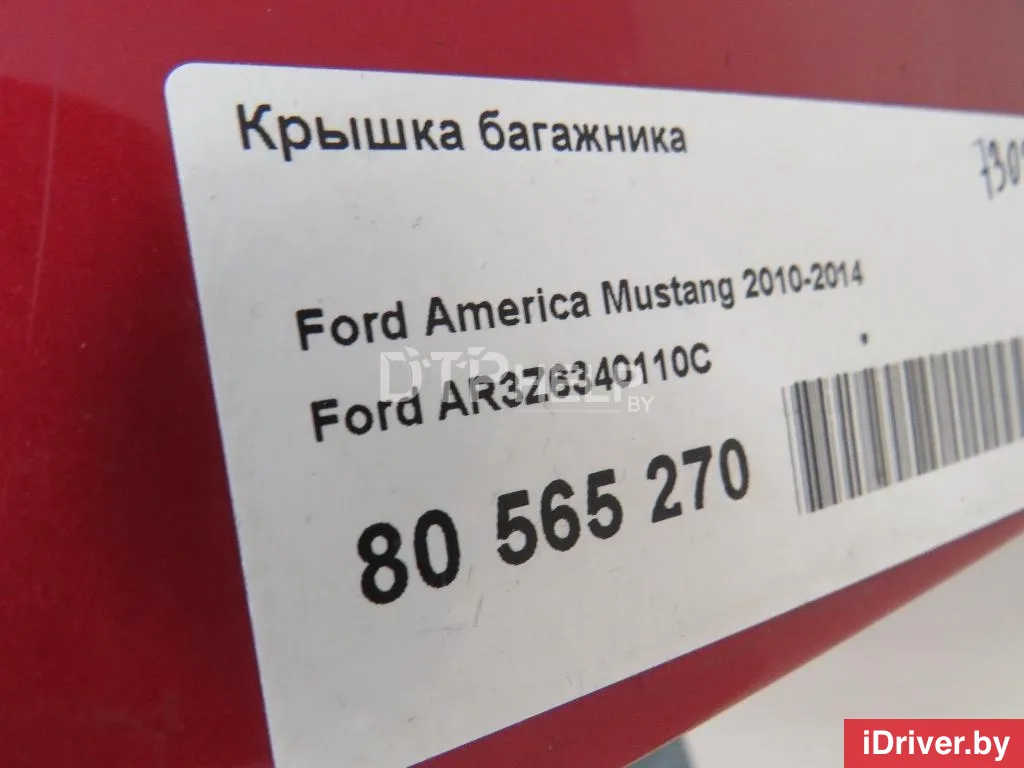 Крышка багажника
Ford America Mustang 2010-2014
Ford AR3Z6340110C
80 565 270
iDriver.by